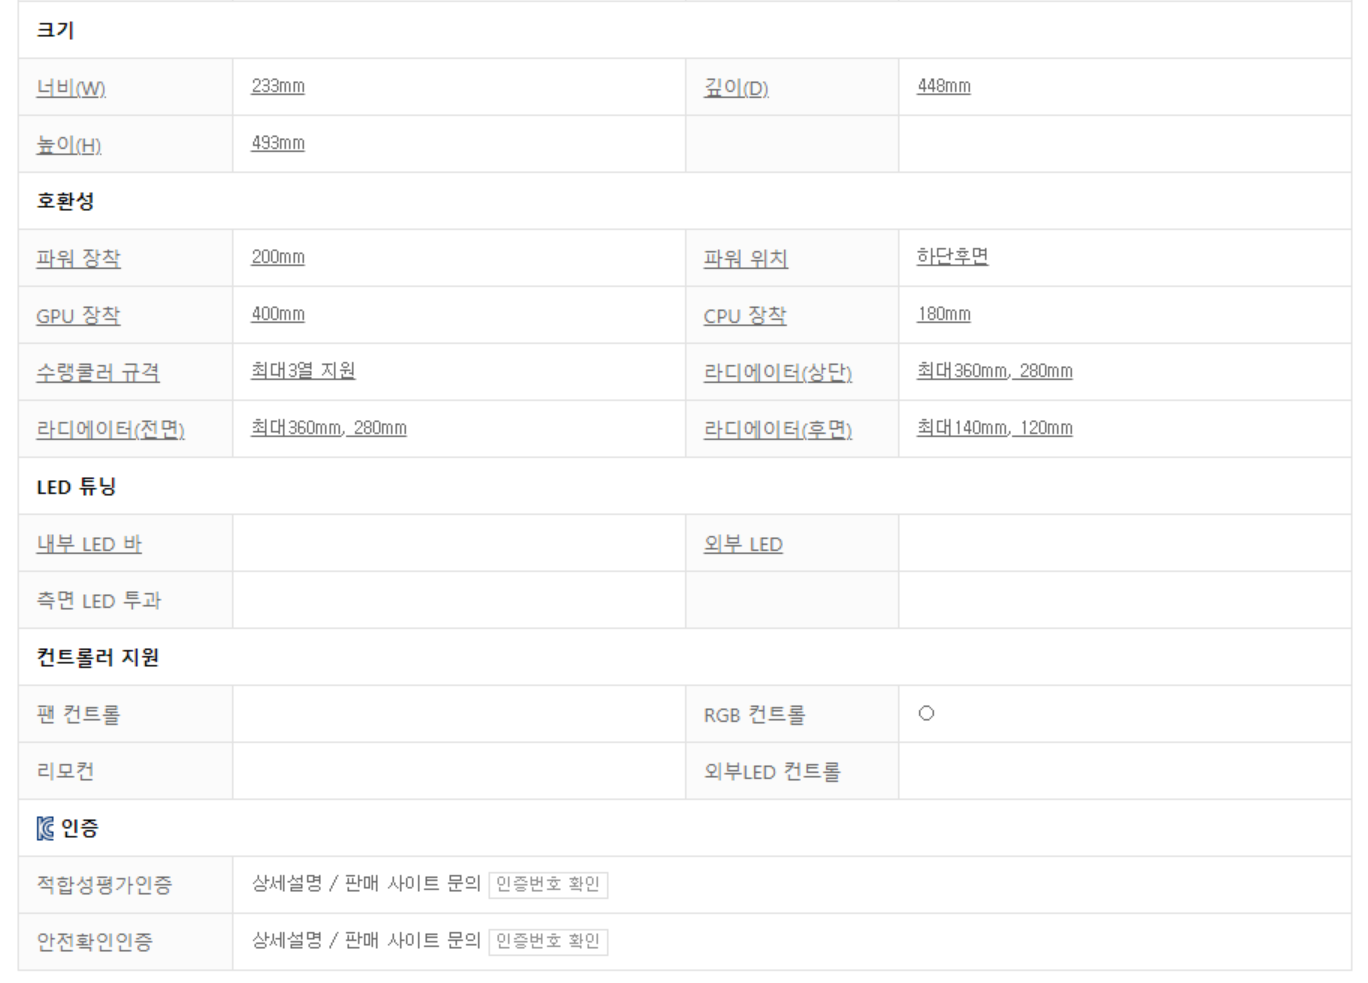 크기
너비(W) 233mm 깊이(D) 448mm
높이(H) 493mm
호환성
파워 장착 200mm 파워 위치 하단후면
GPU 장착 400mm CPU 장착 180mm
수랭쿨러 규격 최대3열 지원 라디에이터(상단) 최대360mm, 280mm
라디에이터(전면) 최대360mm, 280mm 라디에이터(후면) 최대140mm, 120mm
LED 튜닝
내부 LED 바 외부 LED
측면 LED 투과
컨트롤러 지원
팬 컨트롤 RGB 컨트롤 ○
리모컨 외부LED 컨트롤
인증
적합성평가인증 상세설명 / 판매 사이트 문의 인증번호 확인
안전확인인증 상세설명 / 판매 사이트 문의 인증번호 확인